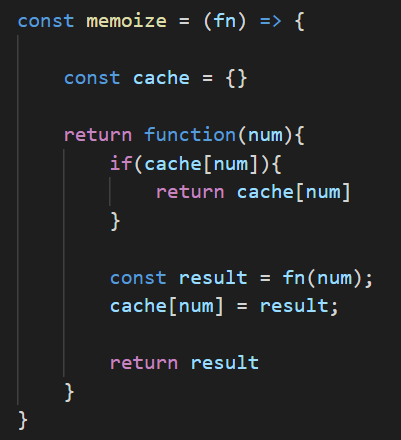 const memoize = (fn) => {
const cache = {}
return function(num){
if(cache[num]){
return cache[num]
}
const result = fn(num);
cache[num] = result;
return result
}
}